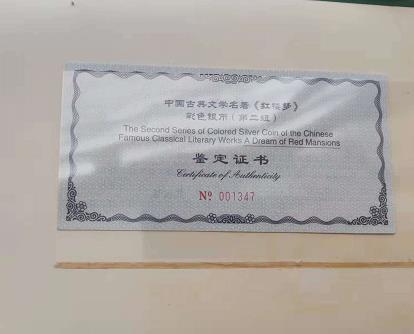 中国古典文学名著《红楼梦》
彩色银币（第二组）
The Second Series of Colored Silver Coin of the Chinese
Famous Classical Literary Works A Dream of Red Mansions
鉴定证书
Certificate of Authenticity
№ 001347